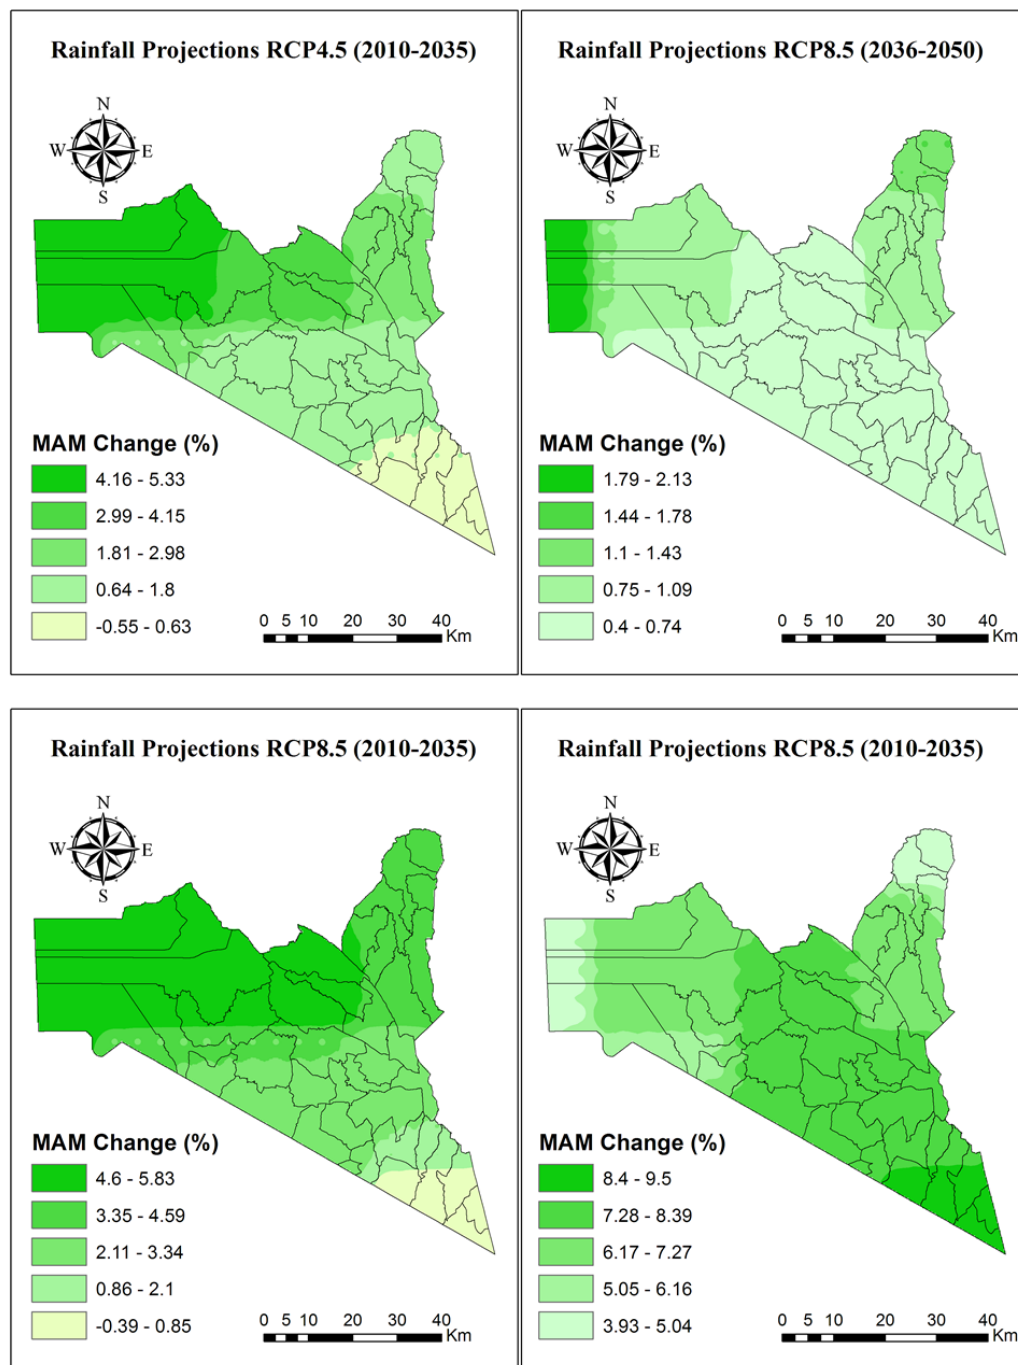 Rainfall Projections RCP4.5 (2010-2035)
N
W E
S
MAM Change (%)
4.16 - 5.33
2.99 - 4.15
1.81 - 2.98
0.64 - 1.8
-0.55 - 0.63
0 5 10 20 30 40
Km
Rainfall Projections RCP8.5 (2036-2050)
N
W E
S
MAM Change (%)
1.79 - 2.13
1.44 - 1.78
1.1 - 1.43
0.75 - 1.09
0.4 - 0.74
0 5 10 20 30 40
Km
Rainfall Projections RCP8.5 (2010-2035)
N
W E
S
MAM Change (%)
4.6 - 5.83
3.35 - 4.59
2.11 - 3.34
0.86 - 2.1
-0.39 - 0.85
0 5 10 20 30 40
Km
Rainfall Projections RCP8.5 (2010-2035)
N
W E
S
MAM Change (%)
8.4 - 9.5
7.28 - 8.39
6.17 - 7.27
5.05 - 6.16
3.93 - 5.04
0 5 10 20 30 40
Km